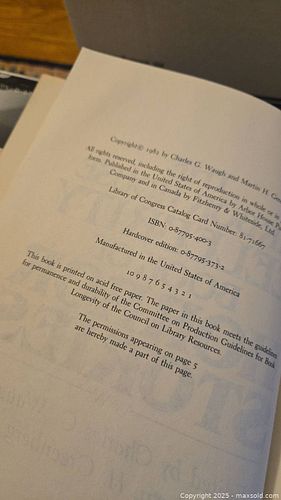 Copyright© 1982 by Charles G. Waugh and Martin H.
All rights reserved, including the right of reproduction in whole or in
form. Published in the United States of America by Arbor House
Company and in Canada by Fitzhenry & Whiteside, Ltd.
Library of Congress Catalog Card Number: 81-71667
ISBN: 0-87795-400-3
Hardcover edition: 0-87795-373-2
Manufactured in the United States of America
10 9 8 7 6 5 4 3 2 1
This book is printed on acid free paper. The paper in this book meets the guidelines
for permanence and durability of the Committee on Production Guidelines for Book
Longevity of the Council on Library Resources.
The permissions appearing on page 5
are hereby made a part of this page.
Copyright 2025 - maxsold.com